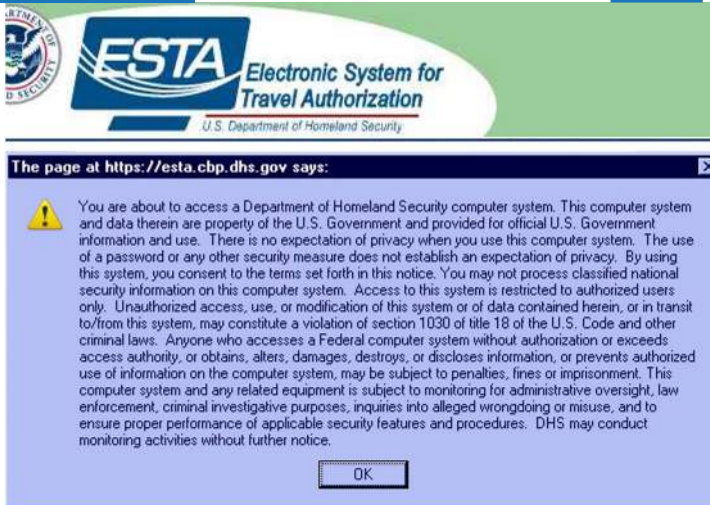 ESTA
Electronic System for
Travel Authorization
U.S. Department of Homeland Security
The page at https://esta.cbp.dhs.gov says:
You are about to access a Department of Homeland Security computer system. This computer system
and data therein are property of the U.S. Government and provided for official U.S. Government
information and use. There is no expectation of privacy when you use this computer system. The use
of a password or any other security measure does not establish an expectation of privacy. By using
this system, you consent to the terms set forth in this notice. You may not process classified national
security information on this computer system. Access to this system is restricted to authorized users
only. Unauthorized access, use, or modification of this system or of data contained herein, or in transit
to/from this system, may constitute a violation of section 1030 of title 18 of the U.S. Code and other
criminal laws. Anyone who accesses a Federal computer system without authorization or exceeds
access authority, or obtains, alters, damages, destroys, or discloses information, or prevents authorized
use of information on the computer system, may be subject to penalties, fines or imprisonment. This
computer system and any related equipment is subject to monitoring for administrative oversight, law
enforcement, criminal investigative purposes, inquiries into alleged wrongdoing or misuse, and to
ensure proper performance of applicable security features and procedures. DHS may conduct
monitoring activities without further notice.
OK